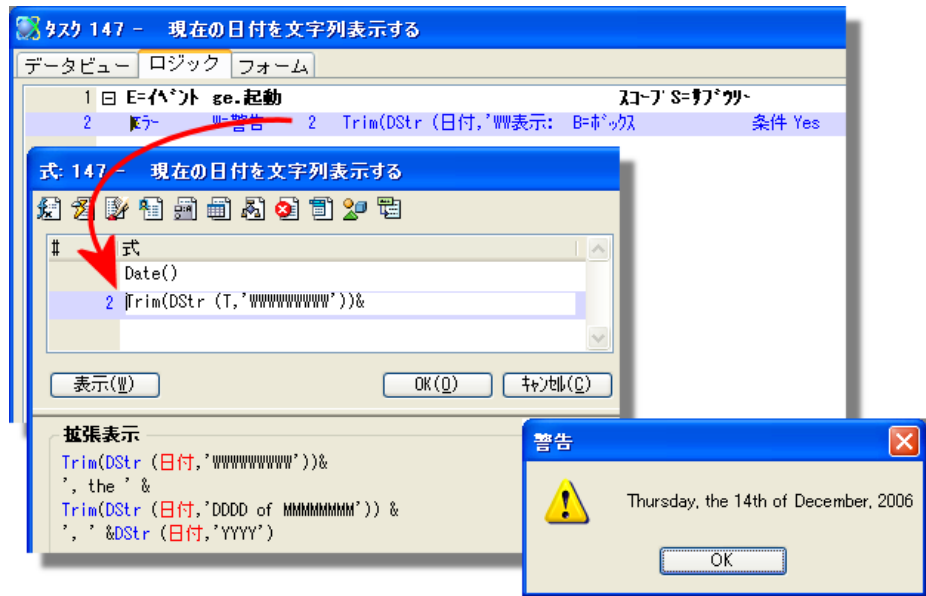 タスク 147 - 現在の日付を文字列表示する
データビュー ロジック フォーム
1 E=イベント ge.起動 スコープ S=サブツリー
2 エラー W=警告 2 Trim(DStr (日付,'WW表示: B=ボックス 条件 Yes
式: 147 - 現在の日付を文字列表示する
# 式
Date()
2 Trim(DStr (T,'WWWWWWWWW'))&
表示(W) OK(O) キャンセル(C)
拡張表示
Trim(DStr (日付,'WWWWWWWWW'))&
', the ' &
Trim(DStr (日付,'DDDD of MMMMMMMM')) &
', ' &DStr (日付,'YYYY')
警告
Thursday, the 14th of December, 2006
OK